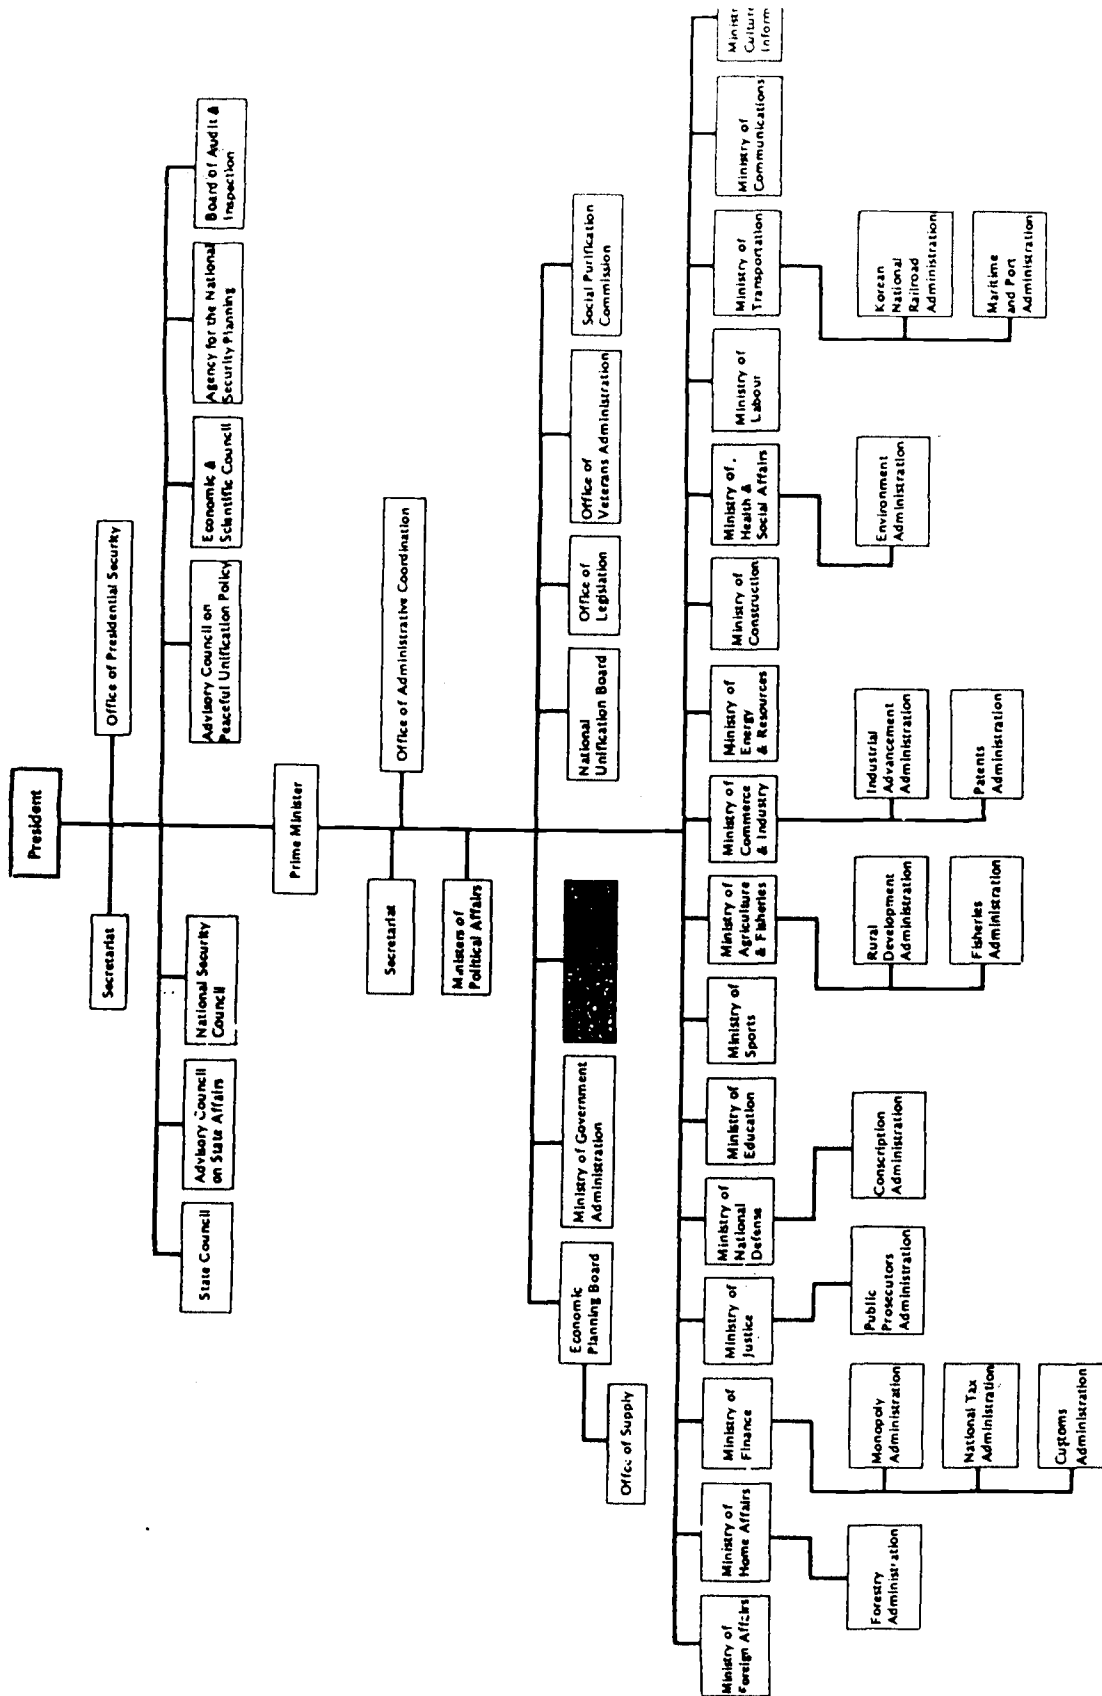 President
Secretariat
Office of Presidential Security
State Council
Advisory Council
on State Affairs
National Security
Council
Advisory Council on
Peaceful Unification Policy
Economic &
Scientific Council
Agency for the National
Security Planning
Board of Audit &
Inspection
Prime Minister
Secretariat
Office of Administrative Coordination
Ministers of
Political Affairs
Economic
Planning Board
Ministry of Government
Administration
National
Unification Board
Office of
Legislation
Office of
Veterans Administration
Social Purification
Commission
Office of Supply
Ministry of
Foreign Affairs
Ministry of
Home Affairs
Ministry of
Finance
Ministry of
Justice
Ministry of
National
Defense
Ministry of
Education
Ministry of
Sports
Ministry of
Agriculture
& Fisheries
Ministry of
Commerce
& Industry
Ministry of
Energy
& Resources
Ministry of
Construction
Ministry of
Health &
Social Affairs
Ministry of
Labour
Ministry of
Transportation
Ministry of
Communications
Minist
Culture
Inform
Forestry
Administration
Monopoly
Administration
National Tax
Administration
Customs
Administration
Public
Prosecutors
Administration
Conscription
Administration
Rural
Development
Administration
Fisheries
Administration
Industrial
Advancement
Administration
Patents
Administration
Environment
Administration
Korean
National
Railroad
Administration
Maritime
and Port
Administration